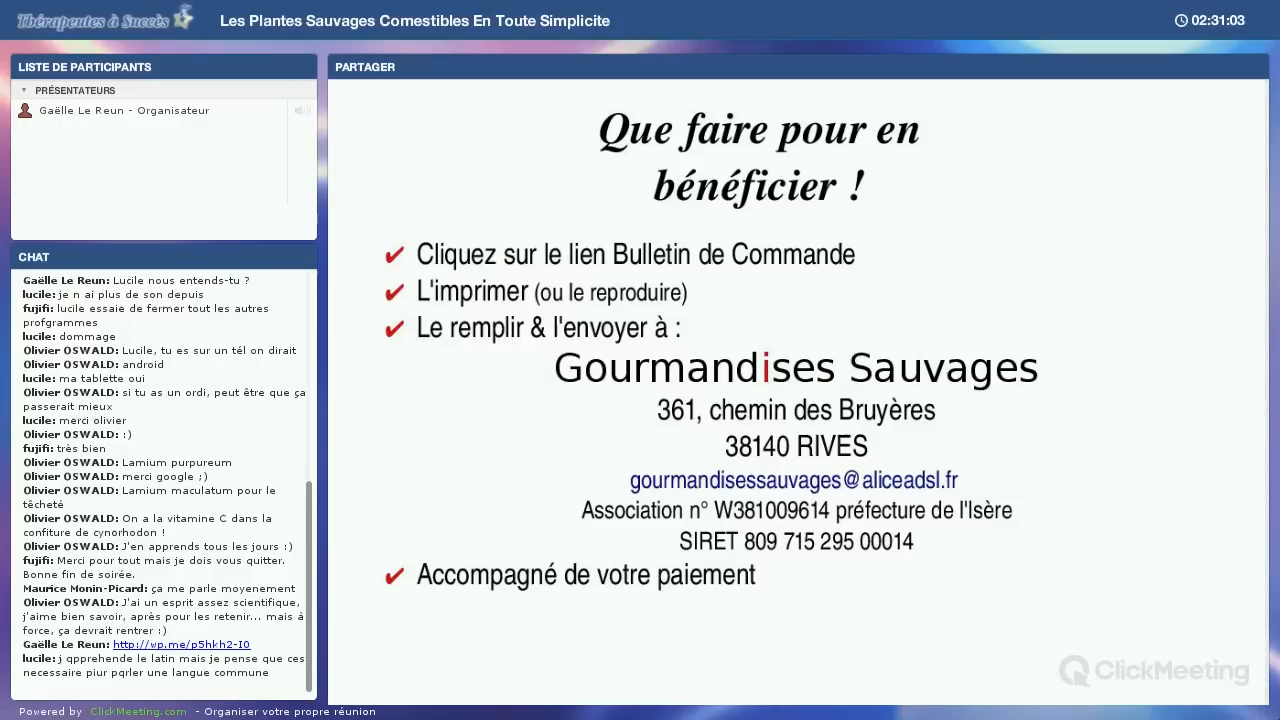 Thérapeutes à Succès
Les Plantes Sauvages Comestibles En Toute Simplicite
02:31:03
LISTE DE PARTICIPANTS
PRÉSENTATEURS
Gaëlle Le Reun - Organisateur
CHAT
Gaëlle Le Reun: Lucile nous entends-tu ?
lucile: je n ai plus de son depuis
fujifi: lucile essaie de fermer tout les autres
profgrammes
lucile: dommage
Olivier OSWALD: Lucile, tu es sur un tél on dirait
Olivier OSWALD: android
lucile: ma tablette oui
Olivier OSWALD: si tu as un ordi, peut être que ça
passerait mieux
lucile: merci olivier
Olivier OSWALD: :)
fujifi: très bien
Olivier OSWALD: Lamium purpureum
Olivier OSWALD: merci google ;)
Olivier OSWALD: Lamium maculatum pour le
têcheté
Olivier OSWALD: On a la vitamine C dans la
confiture de cynorhodon !
Olivier OSWALD: J'en apprends tous les jours :)
fujifi: Merci pour tout mais je dois vous quitter.
Bonne fin de soirée.
Maurice Monin-Picard: ça me parle moyenement
Olivier OSWALD: J'ai un esprit assez scientifique,
j'aime bien savoir, après pour les retenir... mais à
force, ça devrait rentrer :)
Gaëlle Le Reun: http://wp.me/p5hkh2-I0
lucile: j qpprehende le latin mais je pense que ces
necessaire piur pqrler une langue commune
Powered by ClickMeeting.com - Organiser votre propre réunion
PARTAGER
Que faire pour en
bénéficier !
✔ Cliquez sur le lien Bulletin de Commande
✔ L'imprimer (ou le reproduire)
✔ Le remplir & l'envoyer à :
Gourmandises Sauvages
361, chemin des Bruyères
38140 RIVES
gourmandisessauvages@aliceadsl.fr
Association n° W381009614 préfecture de l'Isère
SIRET 809 715 295 00014
✔ Accompagné de votre paiement
ClickMeeting